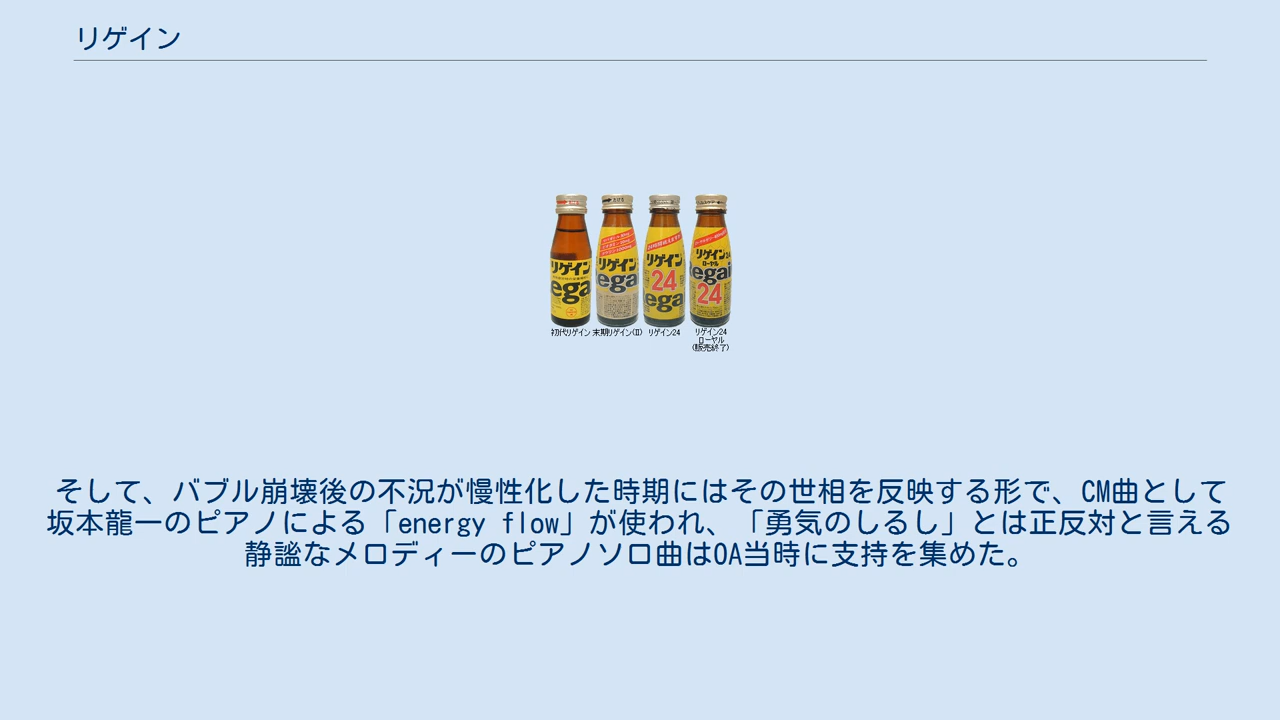 リゲイン
リゲイン
ega
リゲイン
ega
リゲイン
24
ega
リゲイン24
ローヤル
egai
24
初代リゲイン 末期リゲイン(II) リゲイン24 リゲイン24
ローヤル
(販売終了)
そして、バブル崩壊後の不況が慢性化した時期にはその世相を反映する形で、CM曲として
坂本龍一のピアノによる「energy flow」が使われ、「勇気のしるし」とは正反対と言える
静謐なメロディーのピアノソロ曲はOA当時に支持を集めた。